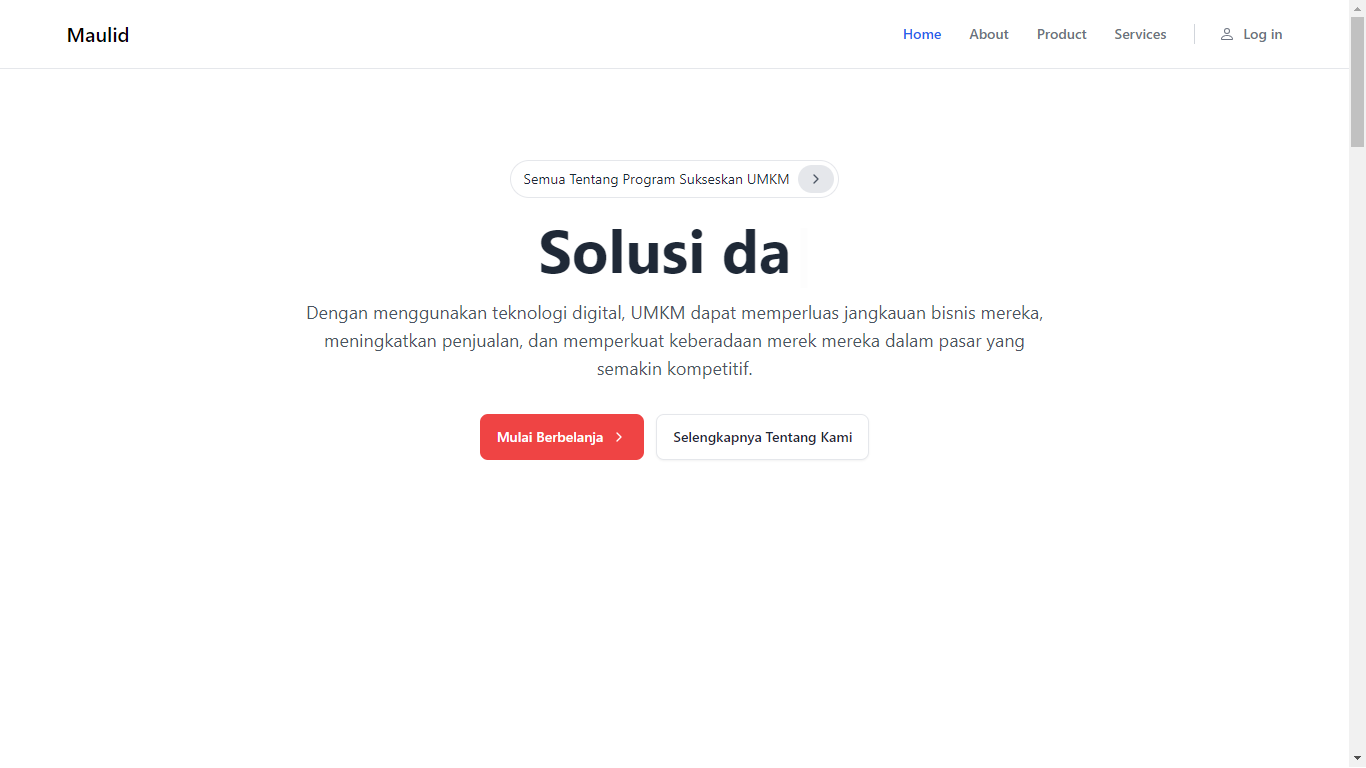 Maulid
Home About Product Services Log in
Semua Tentang Program Sukseskan UMKM
Solusi da
Dengan menggunakan teknologi digital, UMKM dapat memperluas jangkauan bisnis mereka,
meningkatkan penjualan, dan memperkuat keberadaan merek mereka dalam pasar yang
semakin kompetitif.
Mulai Berbelanja
Selengkapnya Tentang Kami